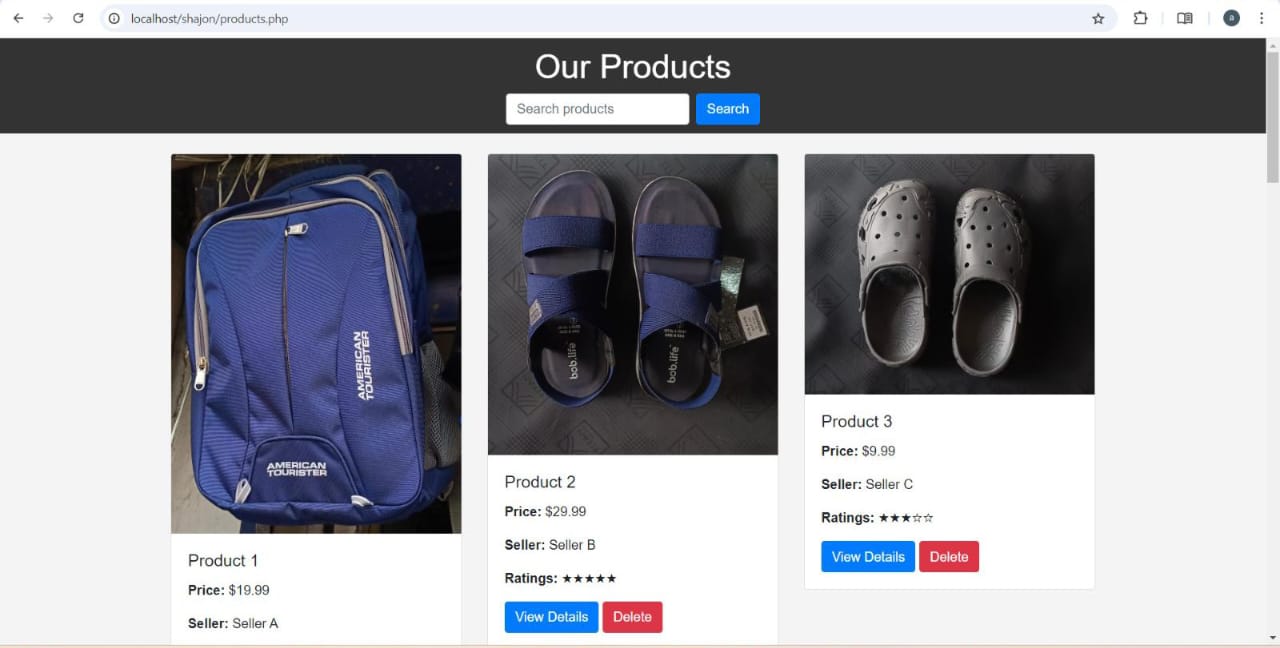 localhost/shajon/products.php
a
Our Products
Search products
Search
AMERICAN
TOURISTER
AMERICAN
TOURISTER
Product 1
Price: $19.99
Seller: Seller A
bob.life
bob.life
Product 2
Price: $29.99
Seller: Seller B
Ratings: ★★★★★
View Details
Delete
Product 3
Price: $9.99
Seller: Seller C
Ratings: ★★★☆☆
View Details
Delete